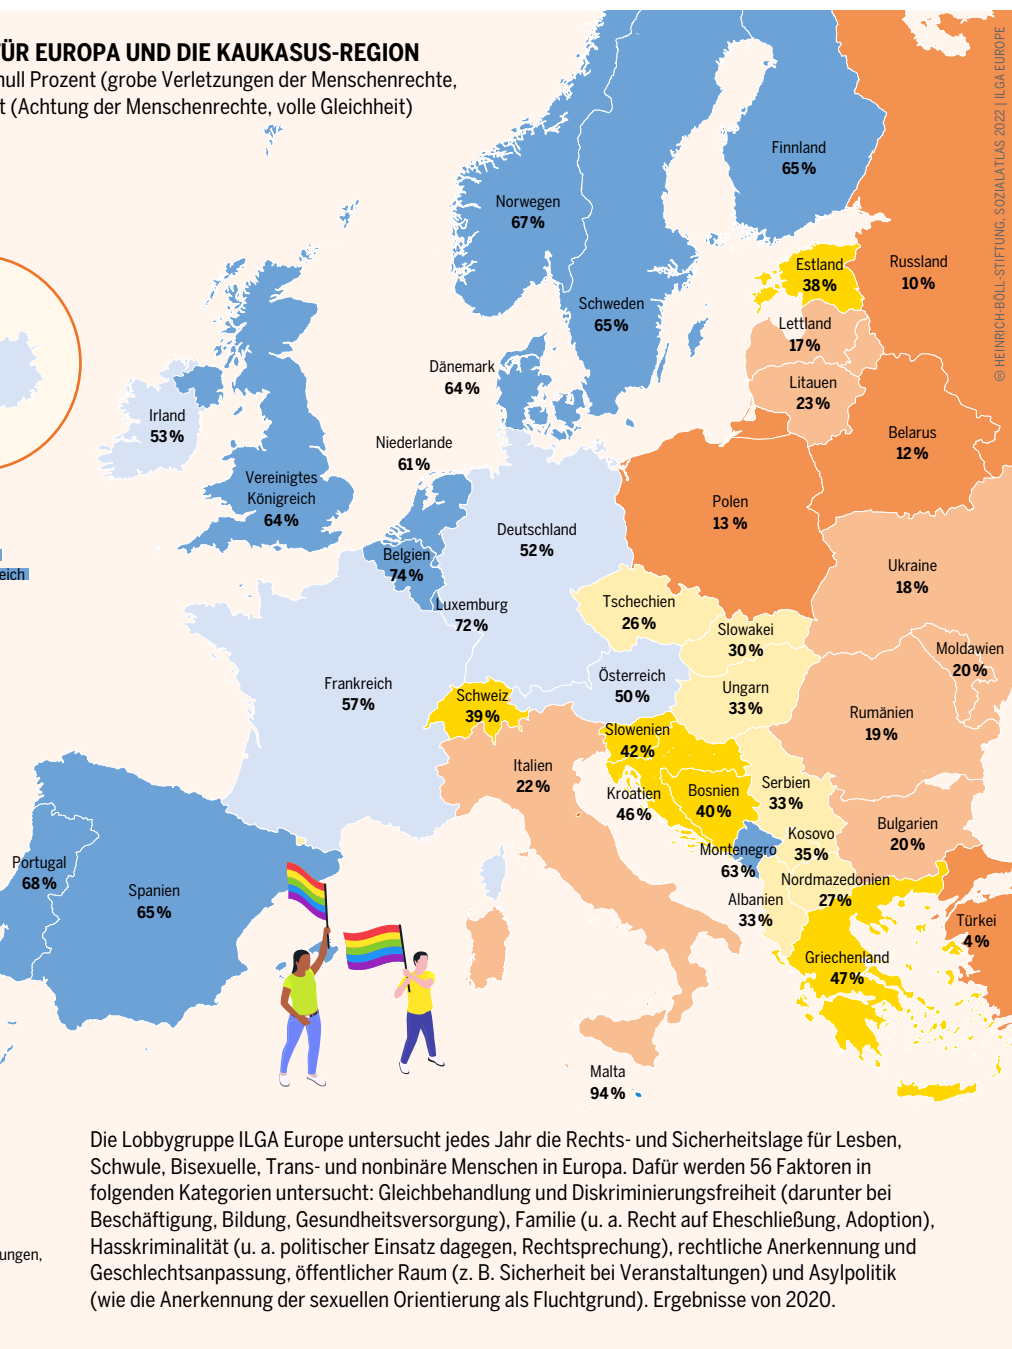 ÜR EUROPA UND DIE KAUKASUS-REGION
null Prozent (grobe Verletzungen der Menschenrechte,
t (Achtung der Menschenrechte, volle Gleichheit)
© HEINRICH-BÖLL-STIFTUNG, SOZIALATLAS 2022 | ILGA EUROPE
Finnland
65 %
Norwegen
67 %
Estland
38 %
Russland
10 %
Schweden
65 %
Lettland
17 %
Dänemark
64 %
Litauen
23 %
Irland
53 %
Belarus
12 %
Niederlande
61 %
Vereinigtes
Königreich
64 %
Polen
13 %
Deutschland
52 %
Belgien
74 %
eich
Ukraine
18 %
Luxemburg
72 %
Tschechien
26 %
Slowakei
30 %
Moldawien
20 %
Österreich
50 %
Frankreich
57 %
Schweiz
39 %
Ungarn
33 %
Rumänien
19 %
Slowenien
42 %
Italien
22 %
Kroatien
46 %
Bosnien
40 %
Serbien
33 %
Kosovo
35 %
Bulgarien
20 %
Montenegro
63 %
Portugal
68 %
Spanien
65 %
Nordmazedonien
27 %
Albanien
33 %
Türkei
4 %
Griechenland
47 %
Malta
94 %
Die Lobbygruppe ILGA Europe untersucht jedes Jahr die Rechts- und Sicherheitslage für Lesben,
Schwule, Bisexuelle, Trans- und nonbinäre Menschen in Europa. Dafür werden 56 Faktoren in
folgenden Kategorien untersucht: Gleichbehandlung und Diskriminierungsfreiheit (darunter bei
Beschäftigung, Bildung, Gesundheitsversorgung), Familie (u. a. Recht auf Eheschließung, Adoption),
Hasskriminalität (u. a. politischer Einsatz dagegen, Rechtsprechung), rechtliche Anerkennung und
Geschlechtsanpassung, öffentlicher Raum (z. B. Sicherheit bei Veranstaltungen) und Asylpolitik
(wie die Anerkennung der sexuellen Orientierung als Fluchtgrund). Ergebnisse von 2020.
ungen,